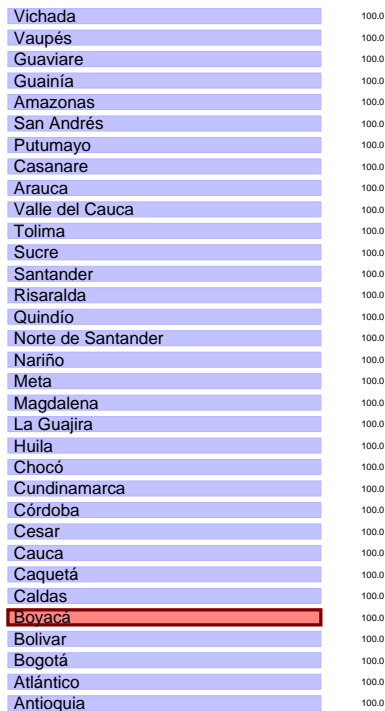 Vichada 100.0
Vaupés 100.0
Guaviare 100.0
Guainía 100.0
Amazonas 100.0
San Andrés 100.0
Putumayo 100.0
Casanare 100.0
Arauca 100.0
Valle del Cauca 100.0
Tolima 100.0
Sucre 100.0
Santander 100.0
Risaralda 100.0
Quindío 100.0
Norte de Santander 100.0
Nariño 100.0
Meta 100.0
Magdalena 100.0
La Guajira 100.0
Huila 100.0
Chocó 100.0
Cundinamarca 100.0
Córdoba 100.0
Cesar 100.0
Cauca 100.0
Caquetá 100.0
Caldas 100.0
Boyacá 100.0
Bolivar 100.0
Bogotá 100.0
Atlántico 100.0
Antioquia 100.0